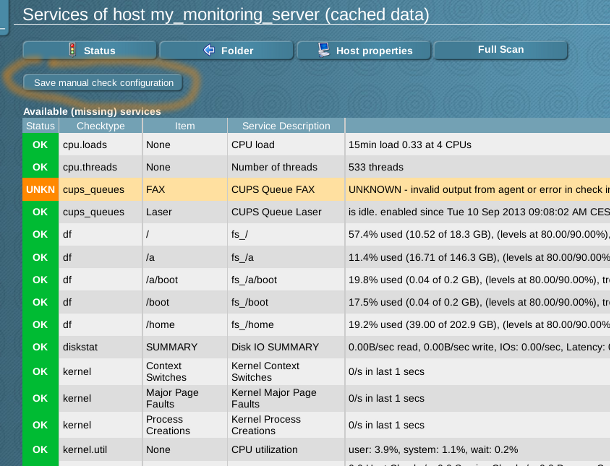 Services of host my_monitoring_server (cached data)
Status Folder Host properties Full Scan
Save manual check configuration
Available (missing) services
Status Checktype Item Service Description
OK cpu.loads None CPU load 15min load 0.33 at 4 CPUs
OK cpu.threads None Number of threads 533 threads
UNKN cups_queues FAX CUPS Queue FAX UNKNOWN - invalid output from agent or error in check
OK cups_queues Laser CUPS Queue Laser is idle. enabled since Tue 10 Sep 2013 09:08:02 AM CES
OK df / fs_/ 57.4% used (10.52 of 18.3 GB), (levels at 80.00/90.00%),
OK df /a fs_/a 11.4% used (16.71 of 146.3 GB), (levels at 80.00/90.00%
OK df /a/boot fs_/a/boot 19.8% used (0.04 of 0.2 GB), (levels at 80.00/90.00%), tr
OK df /boot fs_/boot 17.5% used (0.04 of 0.2 GB), (levels at 80.00/90.00%), tr
OK df /home fs_/home 19.2% used (39.00 of 202.9 GB), (levels at 80.00/90.00%
OK diskstat SUMMARY Disk IO SUMMARY 0.00B/sec read, 0.00B/sec write, IOs: 0.00/sec, Latency:
OK kernel Context Switches Kernel Context Switches 0/s in last 1 secs
OK kernel Major Page Faults Kernel Major Page Faults 0/s in last 1 secs
OK kernel Process Creations Kernel Process Creations 0/s in last 1 secs
OK kernel.util None CPU utilization user: 3.9%, system: 1.1%, wait: 0.2%